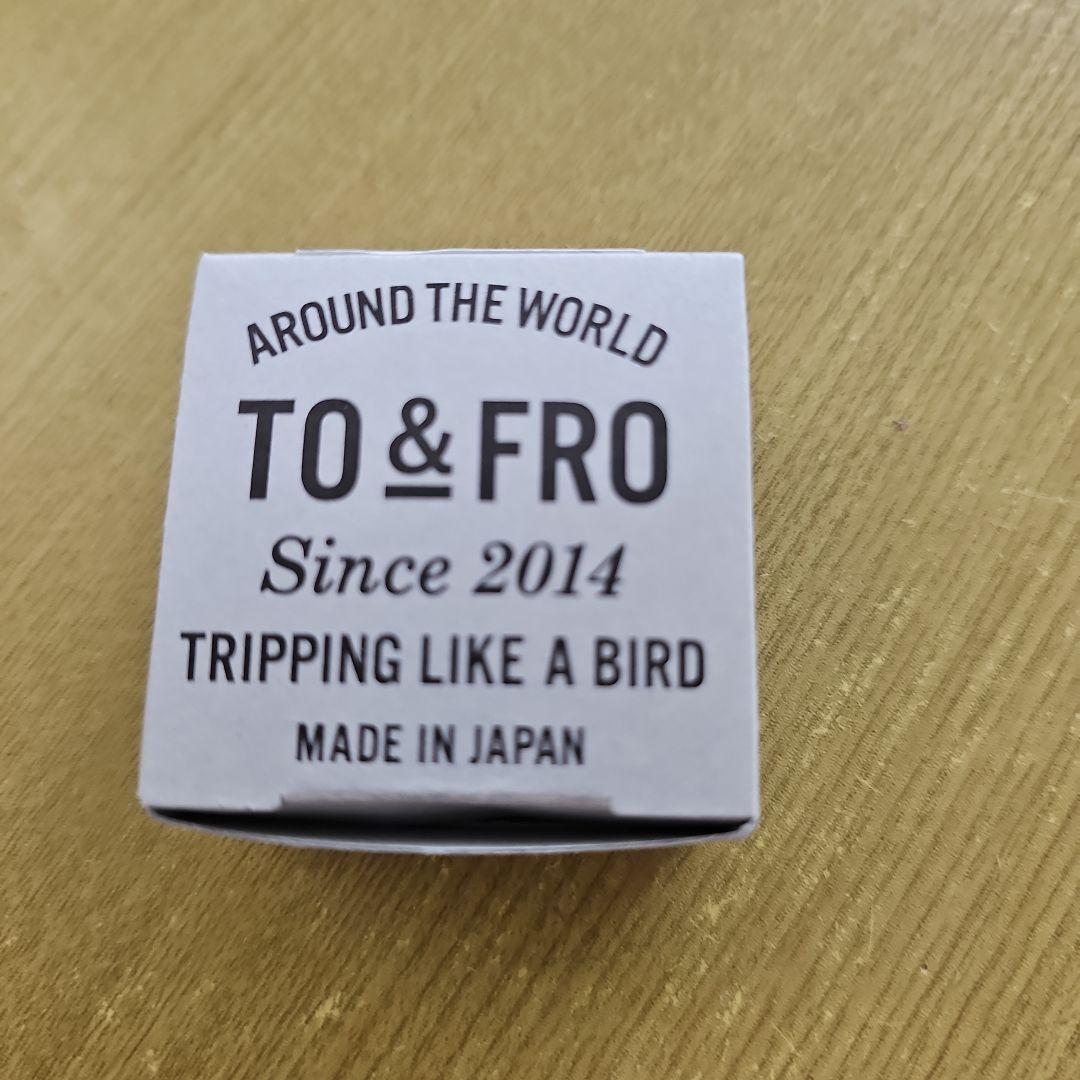 AROUND THE WORLD
TO & FRO
Since 2014
TRIPPING LIKE A BIRD
MADE IN JAPAN